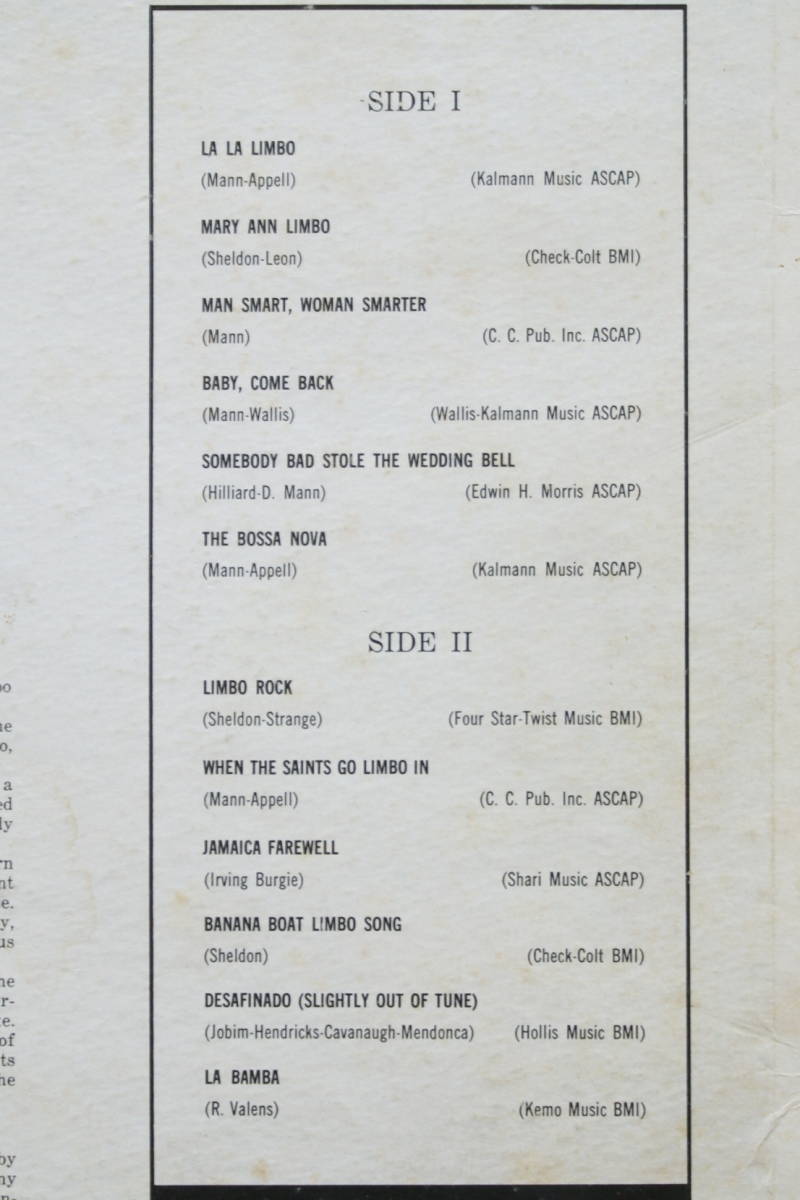 SIDE I
LA LA LIMBO
(Mann-Appell) (Kalmann Music ASCAP)
MARY ANN LIMBO
(Sheldon-Leon) (Check-Colt BMI)
MAN SMART, WOMAN SMARTER
(Mann) (C. C. Pub. Inc. ASCAP)
BABY, COME BACK
(Mann-Wallis) (Wallis-Kalmann Music ASCAP)
SOMEBODY BAD STOLE THE WEDDING BELL
(Hilliard-D. Mann) (Edwin H. Morris ASCAP)
THE BOSSA NOVA
(Mann-Appell) (Kalmann Music ASCAP)
SIDE II
LIMBO ROCK
(Sheldon-Strange) (Four Star-Twist Music BMI)
WHEN THE SAINTS GO LIMBO IN
(Mann-Appell) (C. C. Pub. Inc. ASCAP)
JAMAICA FAREWELL
(Irving Burgie) (Shari Music ASCAP)
BANANA BOAT LIMBO SONG
(Sheldon) (Check-Colt BMI)
DESAFINADO (SLIGHTLY OUT OF TUNE)
(Jobim-Hendricks-Cavanaugh-Mendonca) (Hollis Music BMI)
LA BAMBA
(R. Valens) (Kemo Music BMI)
a
of
by